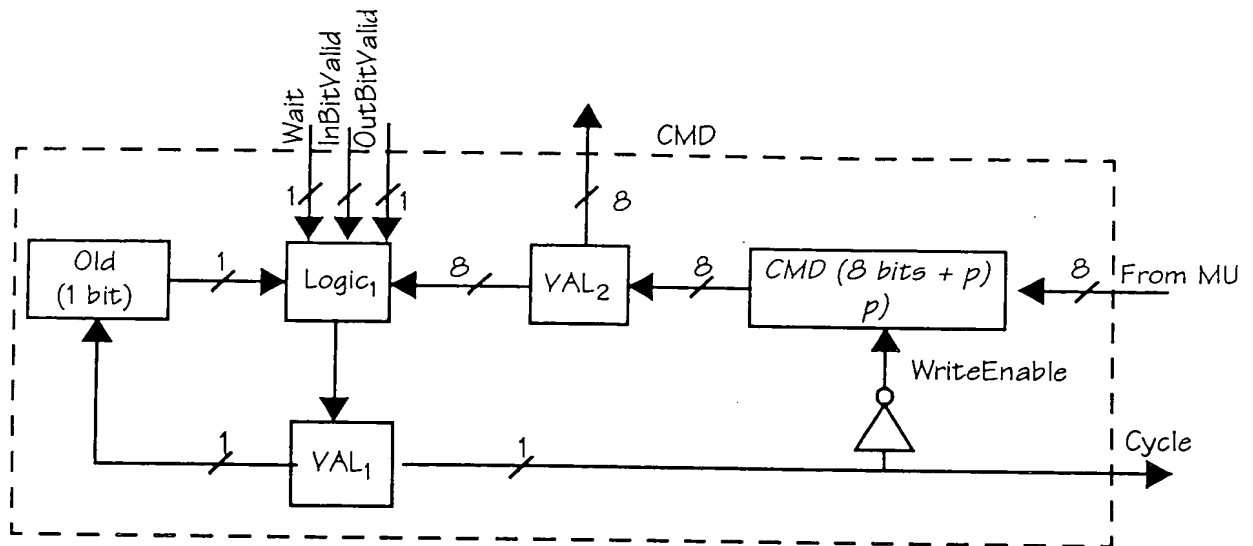 Wait
InBitValid
OutBitValid
CMD
1
1
8
Old
(1 bit)
1
Logic1
8
VAL2
8
CMD (8 bits + p)
p)
8
From MU
WriteEnable
1
VAL1
1
Cycle